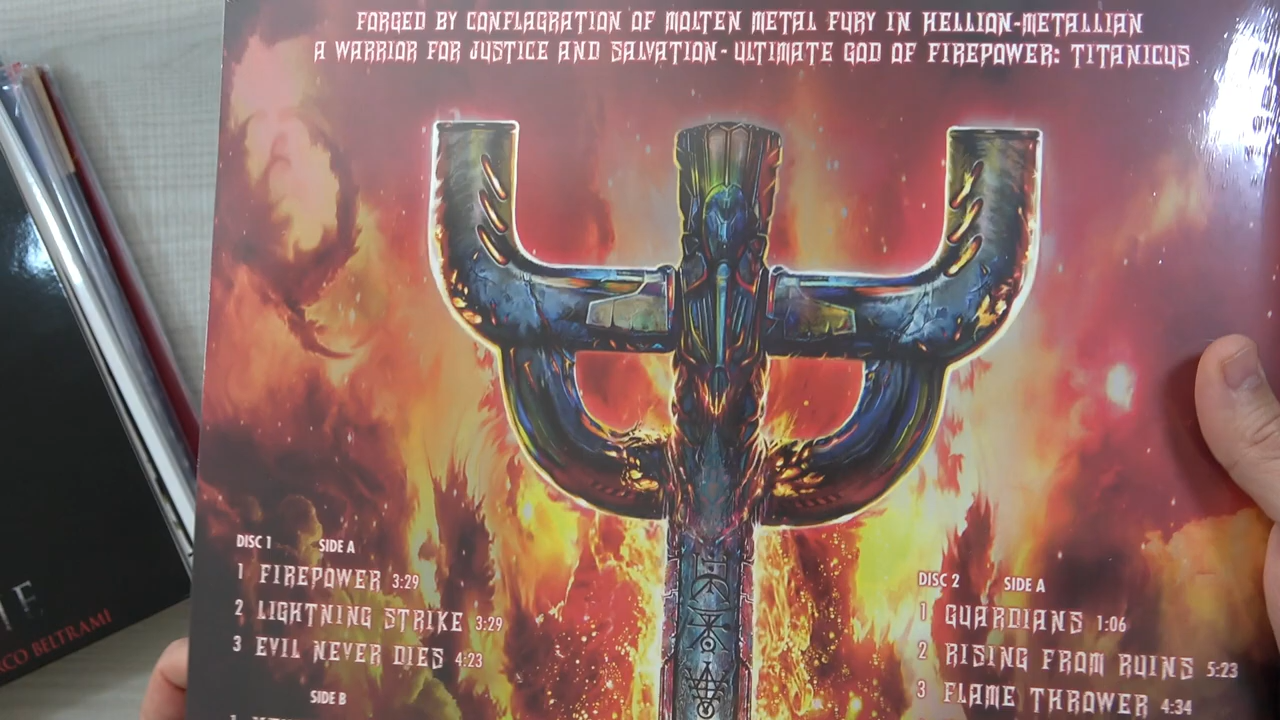 FORGED BY CONFLAGRATION OF MOLTEN METAL FURY IN HELLION-METALLIAN
A WARRIOR FOR JUSTICE AND SALVATION - ULTIMATE GOD OF FIREPOWER: TITANICUS
DISC 1 SIDE A
1 FIREPOWER 3:29
2 LIGHTNING STRIKE 3:29
3 EVIL NEVER DIES 4:23
SIDE B
DISC 2 SIDE A
1 GUARDIANS 1:06
2 RISING FROM RUINS 5:23
3 FLAME THROWER 4:34
BELTRAMI